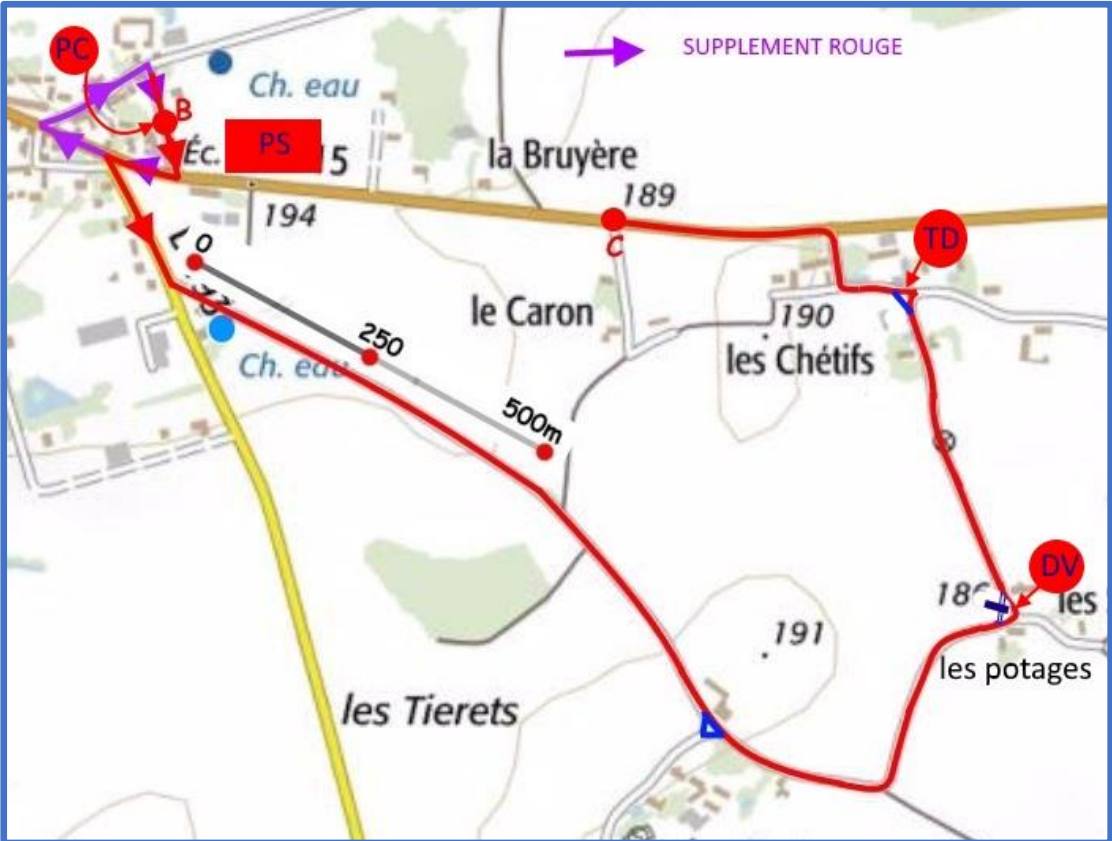 PC
SUPPLEMENT ROUGE
Ch. eau
B
Éc.
PS
15
la Bruyère
189
194
C
TD
0
le Caron
190
250
les Chétifs
Ch. eau
500m
DV
les
191
les potages
les Tierets